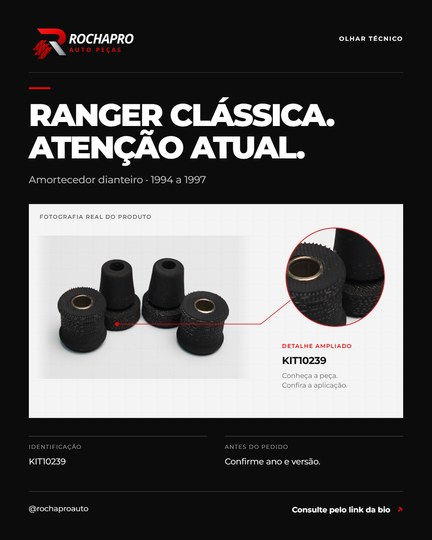 ROCHAPRO
AUTO PEÇAS
OLHAR TÉCNICO
RANGER CLÁSSICA.
ATENÇÃO ATUAL.
Amortecedor dianteiro · 1994 a 1997
FOTOGRAFIA REAL DO PRODUTO
DETALHE AMPLIADO
KIT10239
Conheça a peça.
Confira a aplicação.
IDENTIFICAÇÃO
KIT10239
ANTES DO PEDIDO
Confirme ano e versão.
@rochaproauto
Consulte pelo link da bio ↗